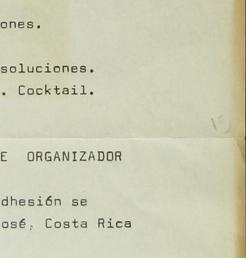 ones.
soluciones.
. Cocktail.
E ORGANIZADOR
dhesión se
osé, Costa Rica